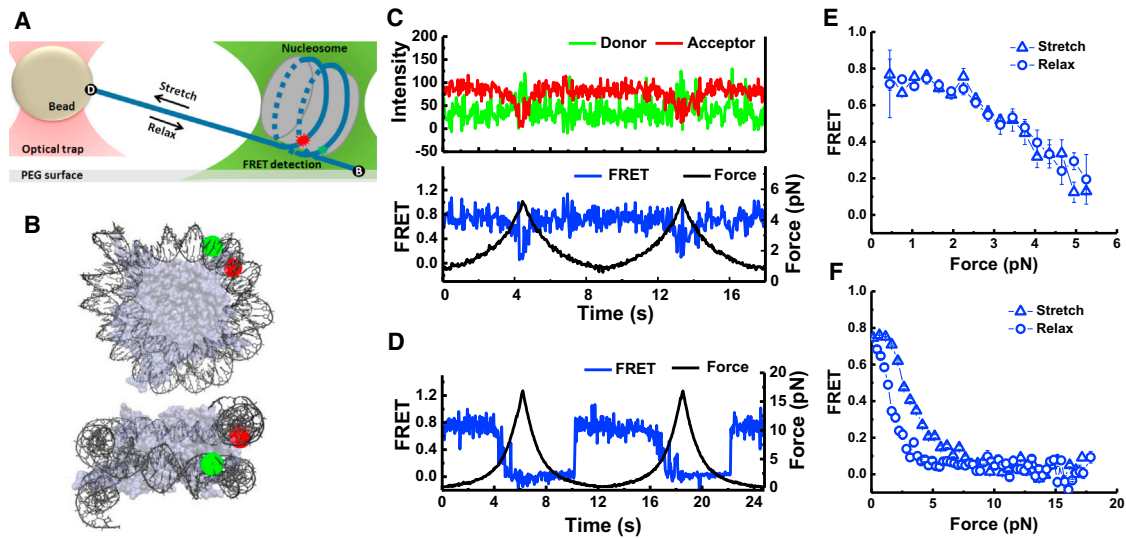 A
Nucleosome
D
Stretch
Bead
Relax
Optical trap
FRET detection
PEG surface
B
B
C
Donor
Acceptor
200
150
100
50
0
-50
Intensity
FRET
Force
1.2
0.8
0.4
0.0
FRET
6
4
2
0
Force (pN)
0
4
8
12
16
Time (s)
D
FRET
Force
1.2
0.8
0.4
0.0
FRET
20
15
10
5
0
Force (pN)
0
4
8
12
16
20
24
Time (s)
E
Stretch
Relax
1.0
0.8
0.6
0.4
0.2
0.0
FRET
0
1
2
3
4
5
6
Force (pN)
F
Stretch
Relax
1.0
0.8
0.6
0.4
0.2
0.0
FRET
0
5
10
15
20
Force (pN)